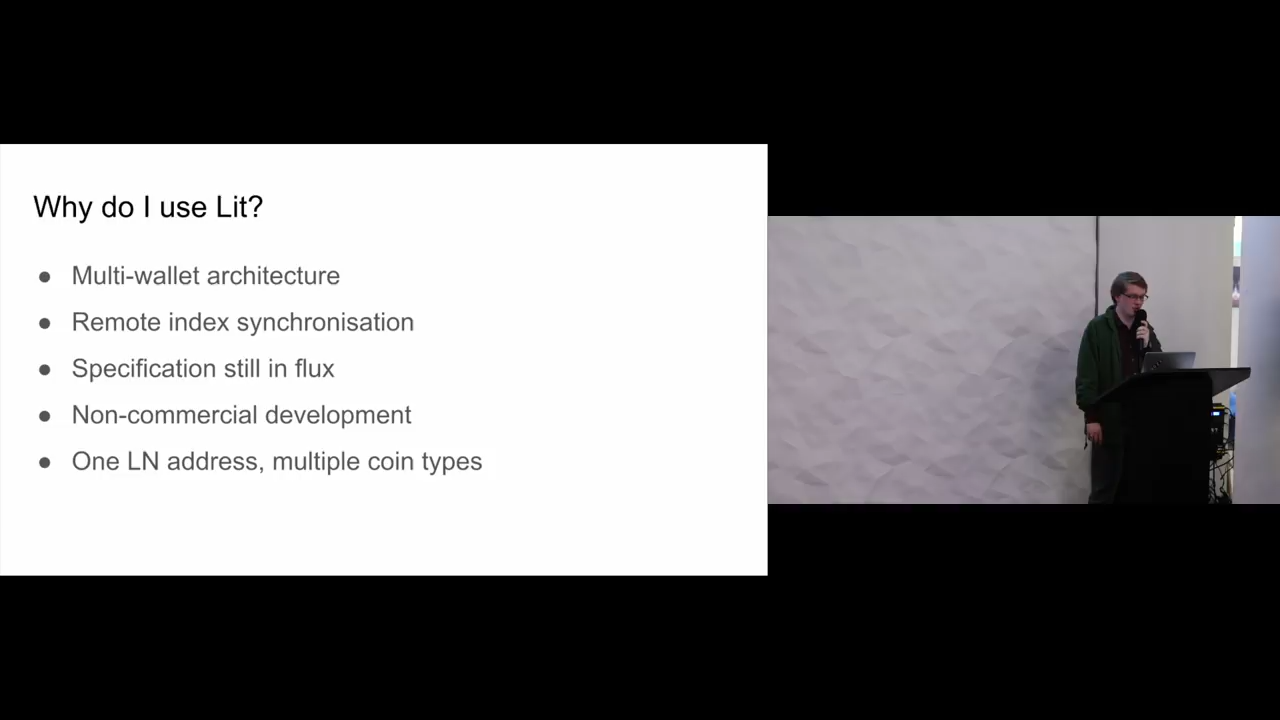 Why do I use Lit?
● Multi-wallet architecture
● Remote index synchronisation
● Specification still in flux
● Non-commercial development
● One LN address, multiple coin types